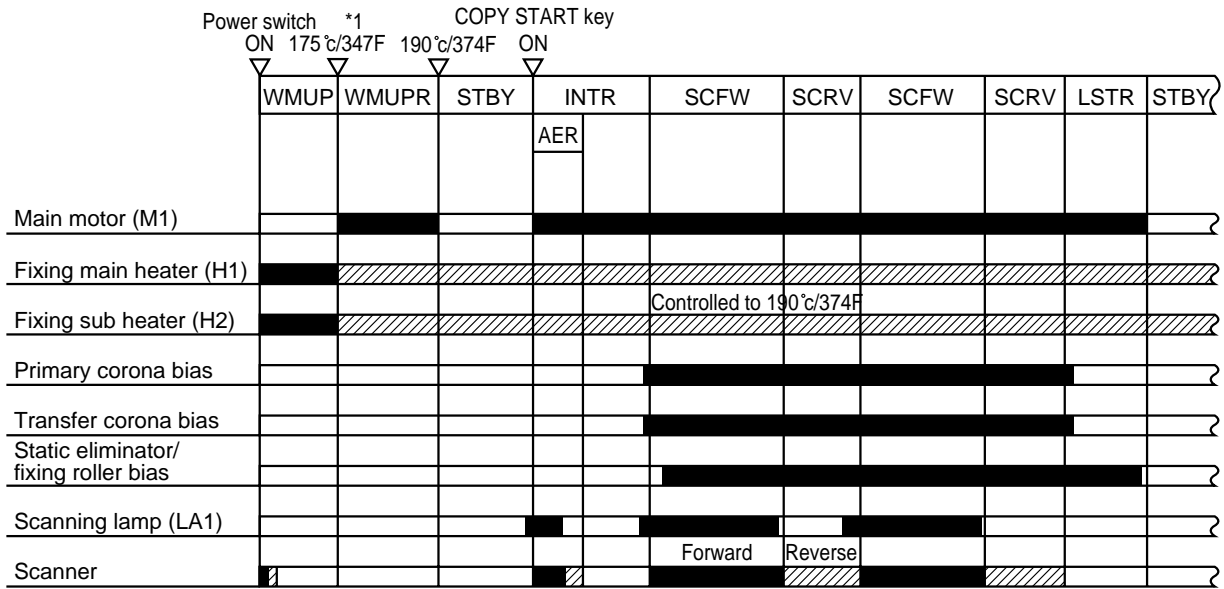 Power switch *1 COPY START key
ON 175°c/347F 190°c/374F ON
WMUP WMUPR STBY INTR SCFW SCRV SCFW SCRV LSTR STBY
AER
Main motor (M1)
Fixing main heater (H1)
Controlled to 190°c/374F
Fixing sub heater (H2)
Primary corona bias
Transfer corona bias
Static eliminator/
fixing roller bias
Scanning lamp (LA1)
Forward Reverse
Scanner